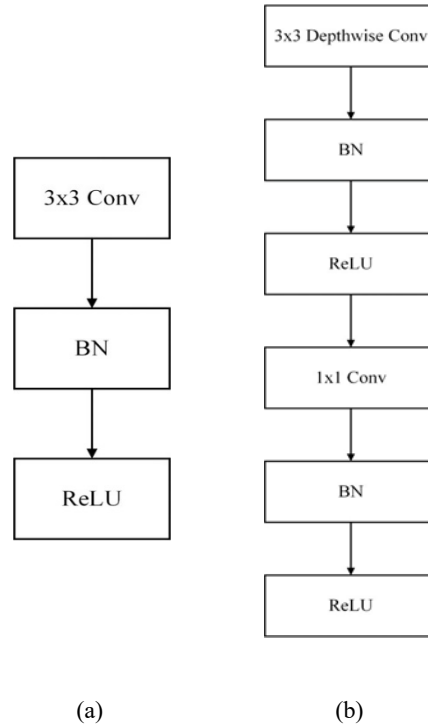 3x3 Conv
BN
ReLU
(a)
3x3 Depthwise Conv
BN
ReLU
1x1 Conv
BN
ReLU
(b)